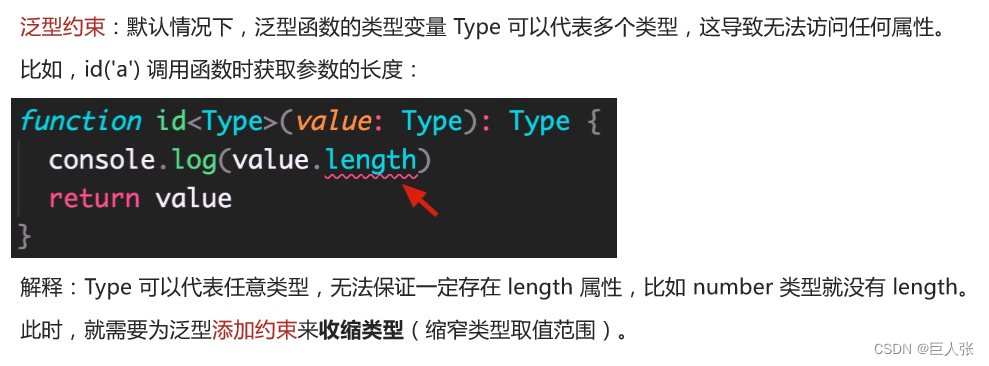 泛型约束：默认情况下，泛型函数的类型变量 Type 可以代表多个类型，这导致无法访问任何属性。
比如，id('a') 调用函数时获取参数的长度：
function id<Type>(value: Type): Type {
  console.log(value.length)
  return value
}
解释：Type 可以代表任意类型，无法保证一定存在 length 属性，比如 number 类型就没有 length。
此时，就需要为泛型添加约束来收缩类型（缩窄类型取值范围）。
CSDN @巨人张